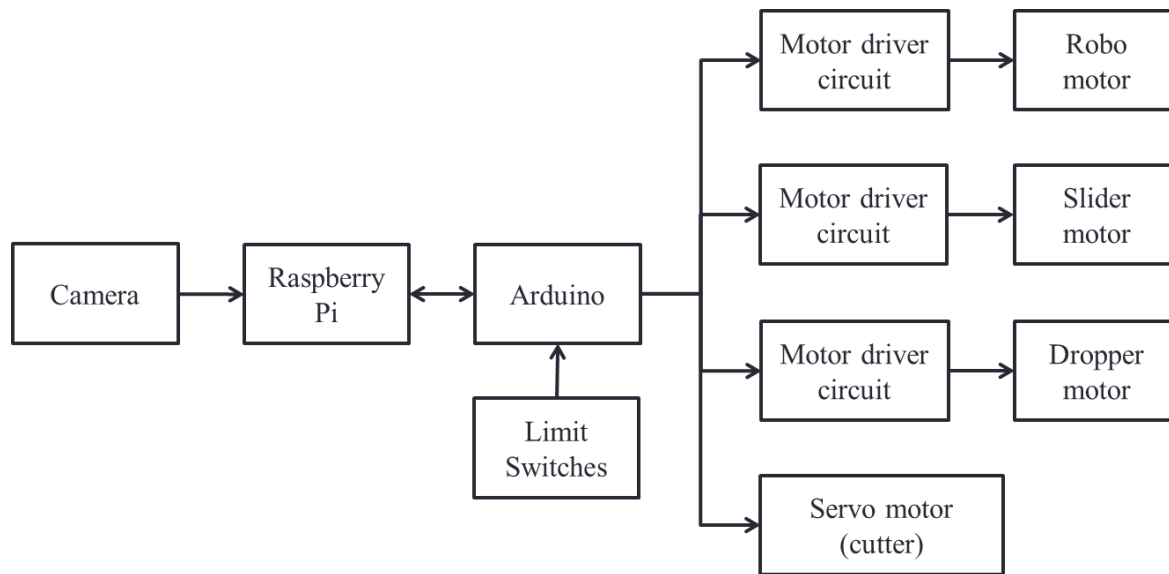 Motor driver
circuit
Robo
motor
Motor driver
circuit
Slider
motor
Camera
Raspberry
Pi
Arduino
Motor driver
circuit
Dropper
motor
Limit
Switches
Servo motor
(cutter)